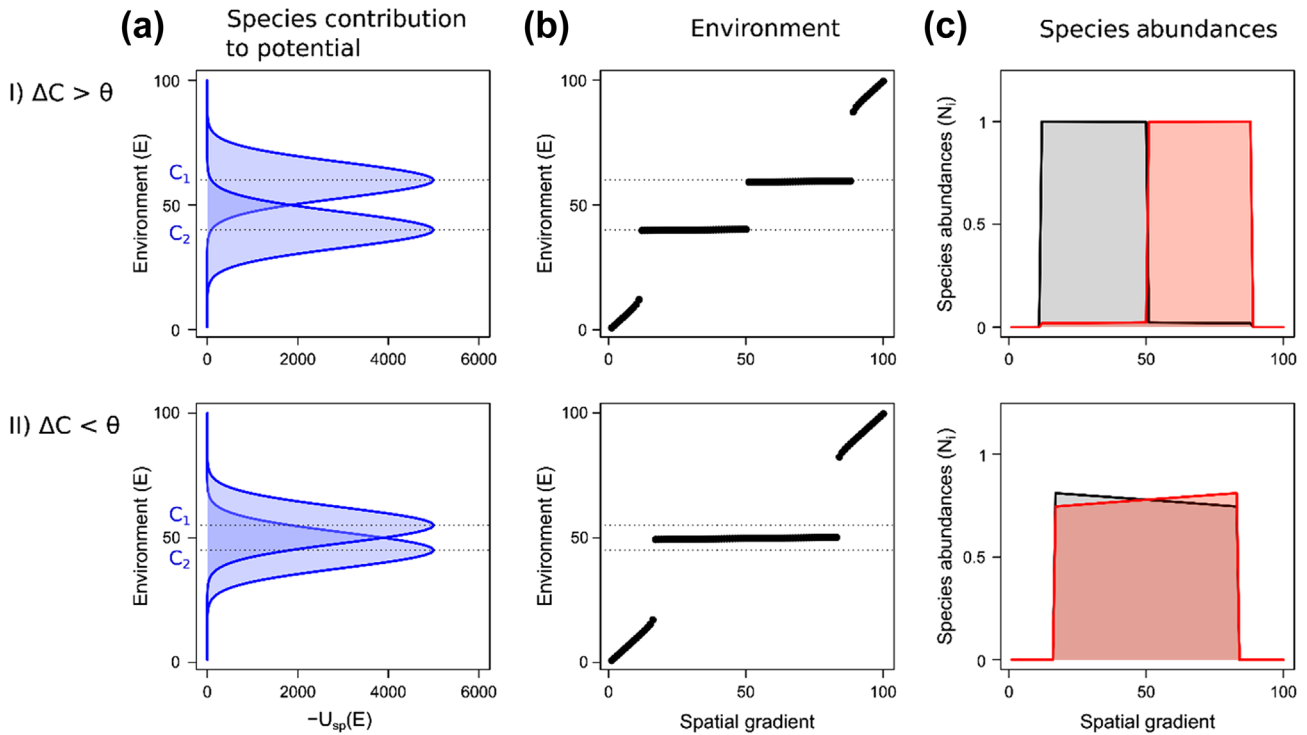 (a) Species contribution
to potential
(b) Environment
(c) Species abundances
I) ΔC > θ
Environment (E)
100
50
0
C1
C2
0 2000 4000 6000
Environment (E)
100
50
0
0 50 100
Species abundances (Ni)
1
0.5
0
0 50 100
II) ΔC < θ
Environment (E)
100
50
0
C1
C2
0 2000 4000 6000
−Usp(E)
Environment (E)
100
50
0
0 50 100
Spatial gradient
Species abundances (Ni)
1
0.5
0
0 50 100
Spatial gradient